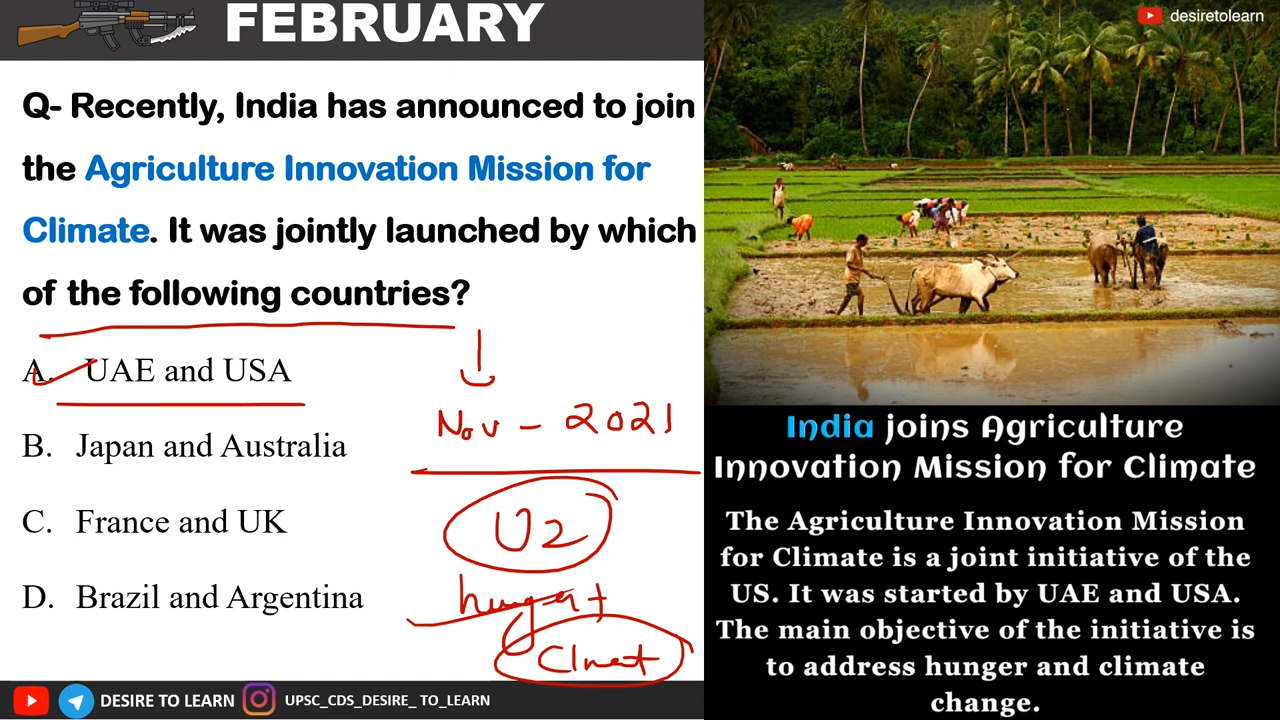 FEBRUARY
Q- Recently, India has announced to join
the Agriculture Innovation Mission for
Climate. It was jointly launched by which
of the following countries?
A. UAE and USA
B. Japan and Australia
C. France and UK
D. Brazil and Argentina
Nov - 2021
U2
hunger +
Climat
DESIRE TO LEARN
UPSC_CDS_DESIRE_ TO_LEARN
desiretolearn
India joins Agriculture
Innovation Mission for Climate
The Agriculture Innovation Mission
for Climate is a joint initiative of the
US. It was started by UAE and USA.
The main objective of the initiative is
to address hunger and climate
change.